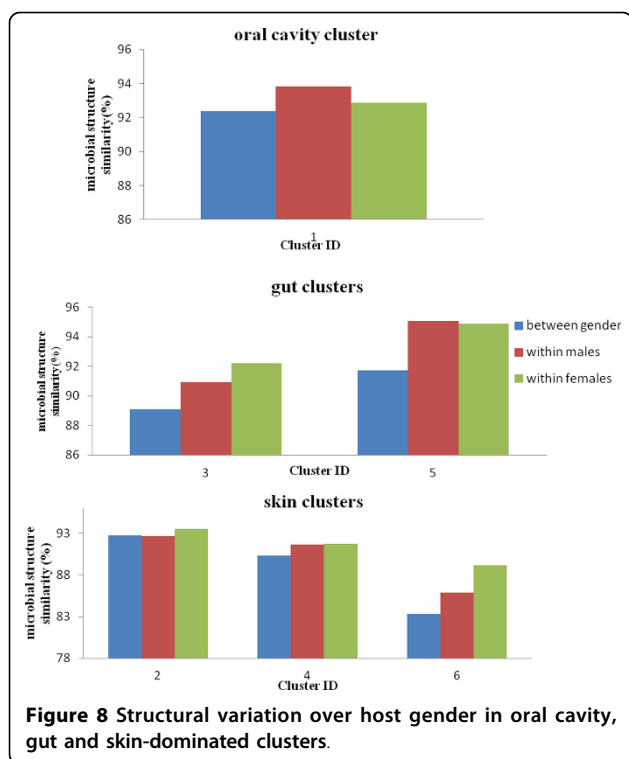 oral cavity cluster
microbial structure
similarity(%)
96
94
92
90
88
86
1
Cluster ID
gut clusters
microbial structure
similarity(%)
96
94
92
90
88
86
between gender
within males
within females
3
Cluster ID
5
skin clusters
microbial structure
similarity (%)
93
88
83
78
2
4
6
Cluster ID
Figure 8 Structural variation over host gender in oral cavity,
gut and skin-dominated clusters.